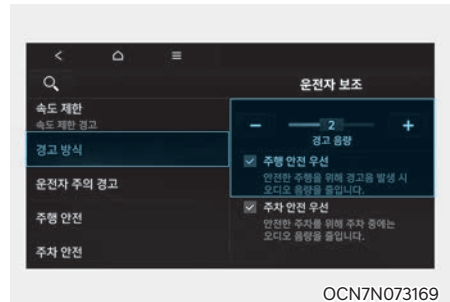 운전자 보조
속도 제한
속도 제한 경고
경고 방식
운전자 주의 경고
주행 안전
주차 안전
2
경고 음량
주행 안전 우선
안전한 주행을 위해 경고음 발생 시
오디오 음량을 줄입니다.
주차 안전 우선
안전한 주차를 위해 주차 중에는
오디오 음량을 줄입니다.
OCN7N073169